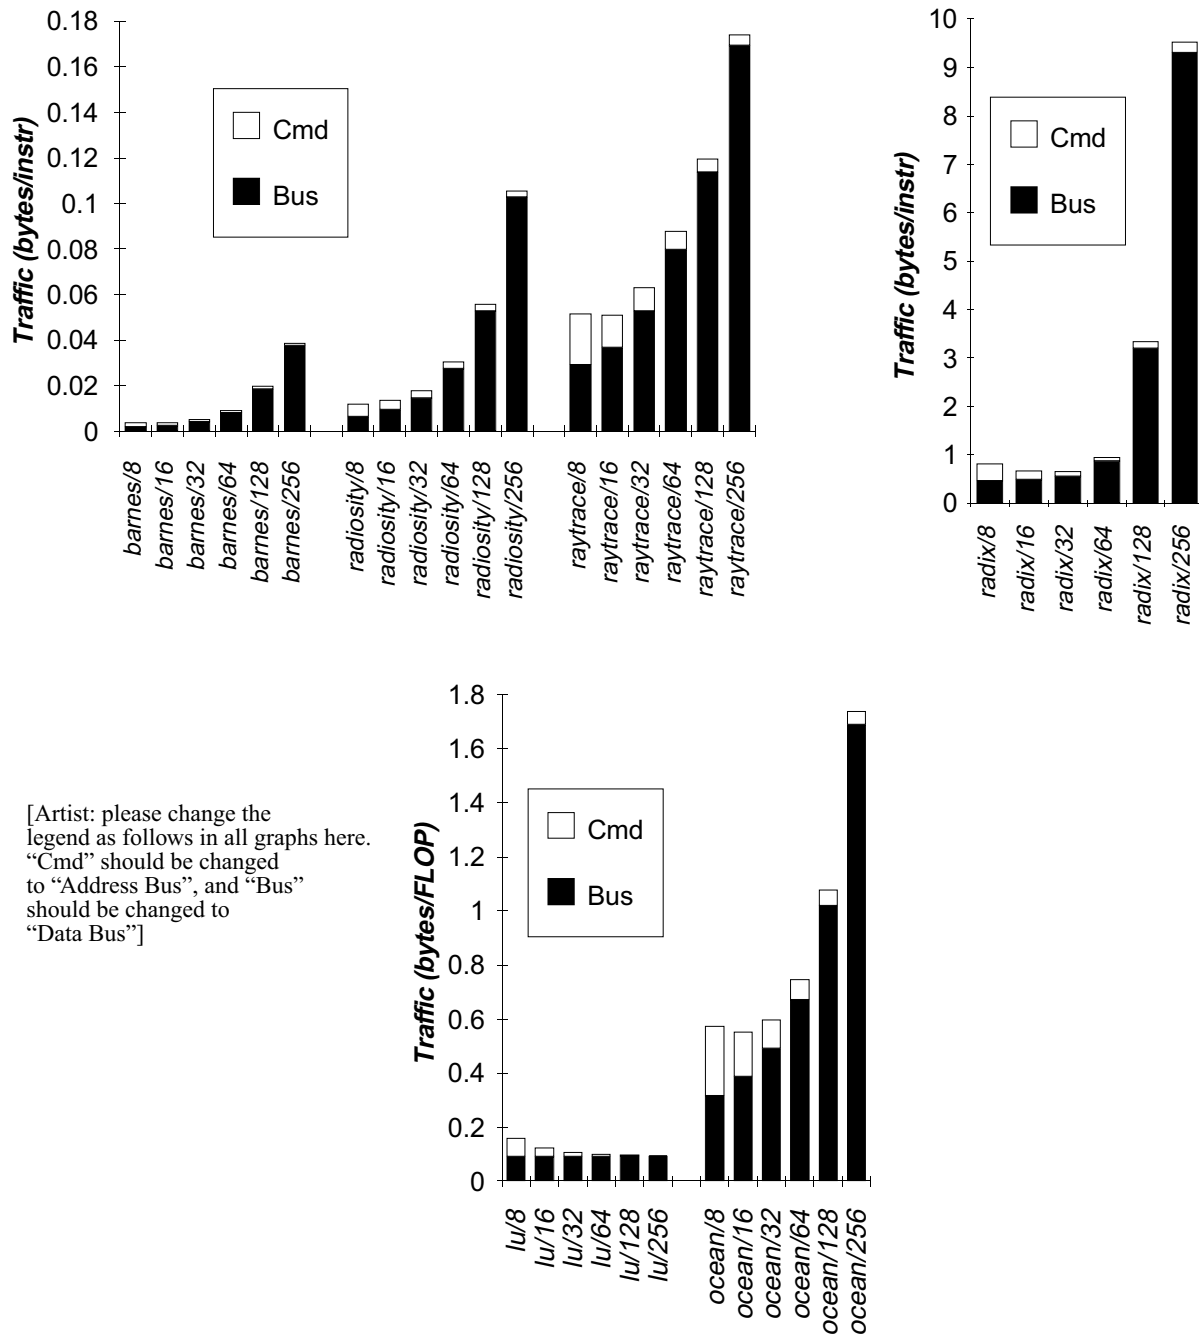 Traffic (bytes/instr)
0.18
0.16
0.14
0.12
0.1
0.08
0.06
0.04
0.02
0
Cmd
Bus
barnes/8
barnes/16
barnes/32
barnes/64
barnes/128
barnes/256
radiosity/8
radiosity/16
radiosity/32
radiosity/64
radiosity/128
radiosity/256
raytrace/8
raytrace/16
raytrace/32
raytrace/64
raytrace/128
raytrace/256
Traffic (bytes/instr)
10
9
8
7
6
5
4
3
2
1
0
Cmd
Bus
radix/8
radix/16
radix/32
radix/64
radix/128
radix/256
[Artist: please change the
legend as follows in all graphs here.
“Cmd” should be changed
to “Address Bus”, and “Bus”
should be changed to
“Data Bus”]
Traffic (bytes/FLOP)
1.8
1.6
1.4
1.2
1
0.8
0.6
0.4
0.2
0
Cmd
Bus
lu/8
lu/16
lu/32
lu/64
lu/128
lu/256
ocean/8
ocean/16
ocean/32
ocean/64
ocean/128
ocean/256